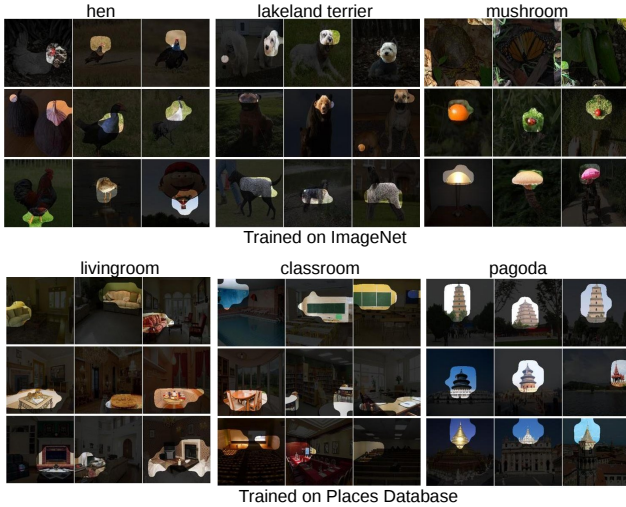 hen lakeland terrier mushroom
Trained on ImageNet
livingroom classroom pagoda
Trained on Places Database